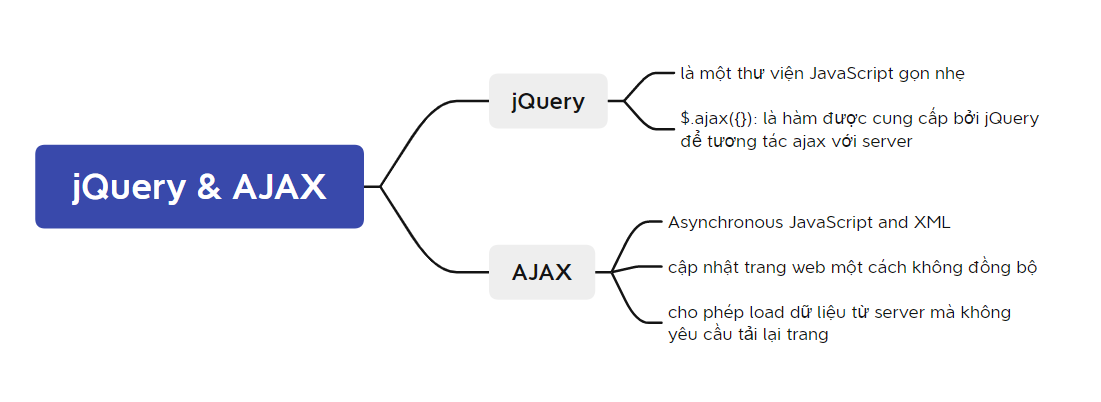 jQuery & AJAX
jQuery
là một thư viện JavaScript gọn nhẹ
$.ajax({}): là hàm được cung cấp bởi jQuery
để tương tác ajax với server
AJAX
Asynchronous JavaScript and XML
cập nhật trang web một cách không đồng bộ
cho phép load dữ liệu từ server mà không
yêu cầu tải lại trang